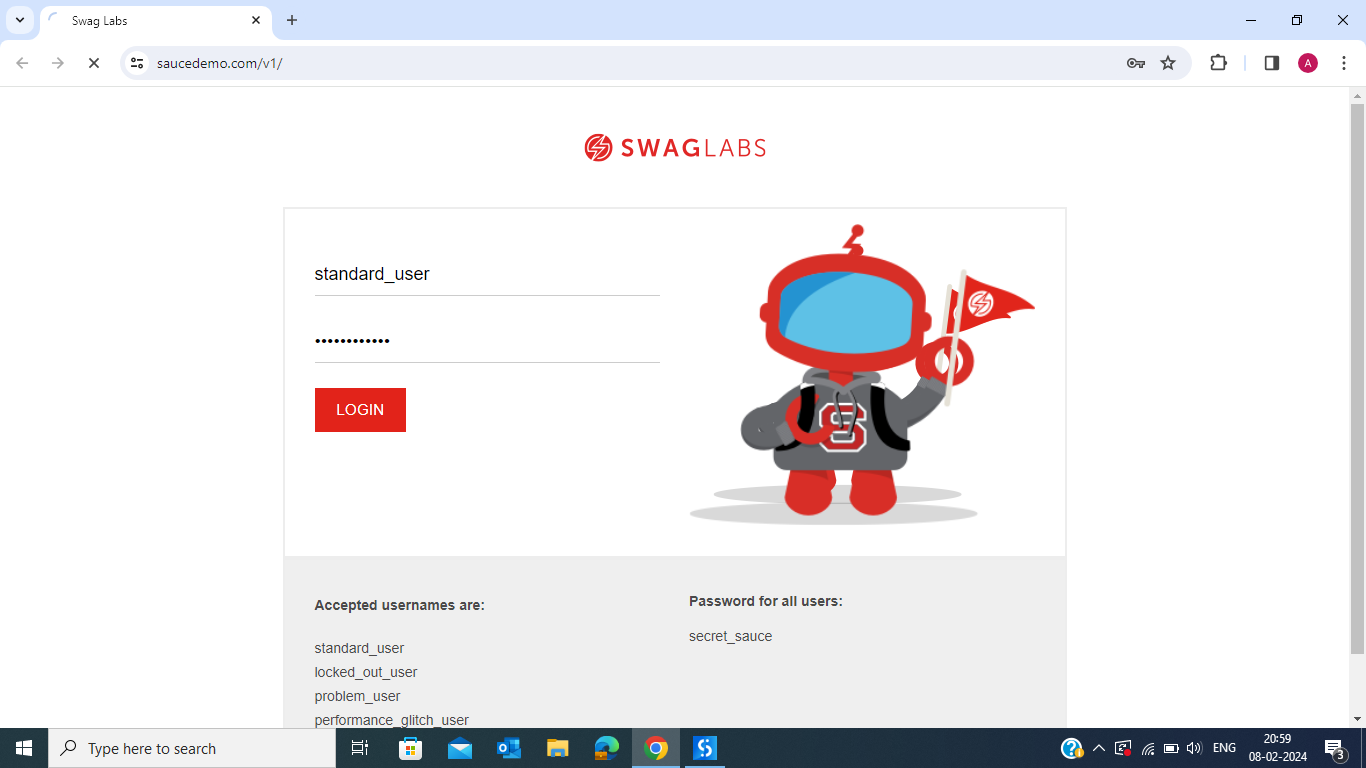 Swag Labs
saucedemo.com/v1/
A
SWAGLABS
standard_user
••••••••••••
LOGIN
S
Accepted usernames are:
standard_user
locked_out_user
problem_user
performance_glitch_user
Password for all users:
secret_sauce
Type here to search
ENG
20:59
08-02-2024
3